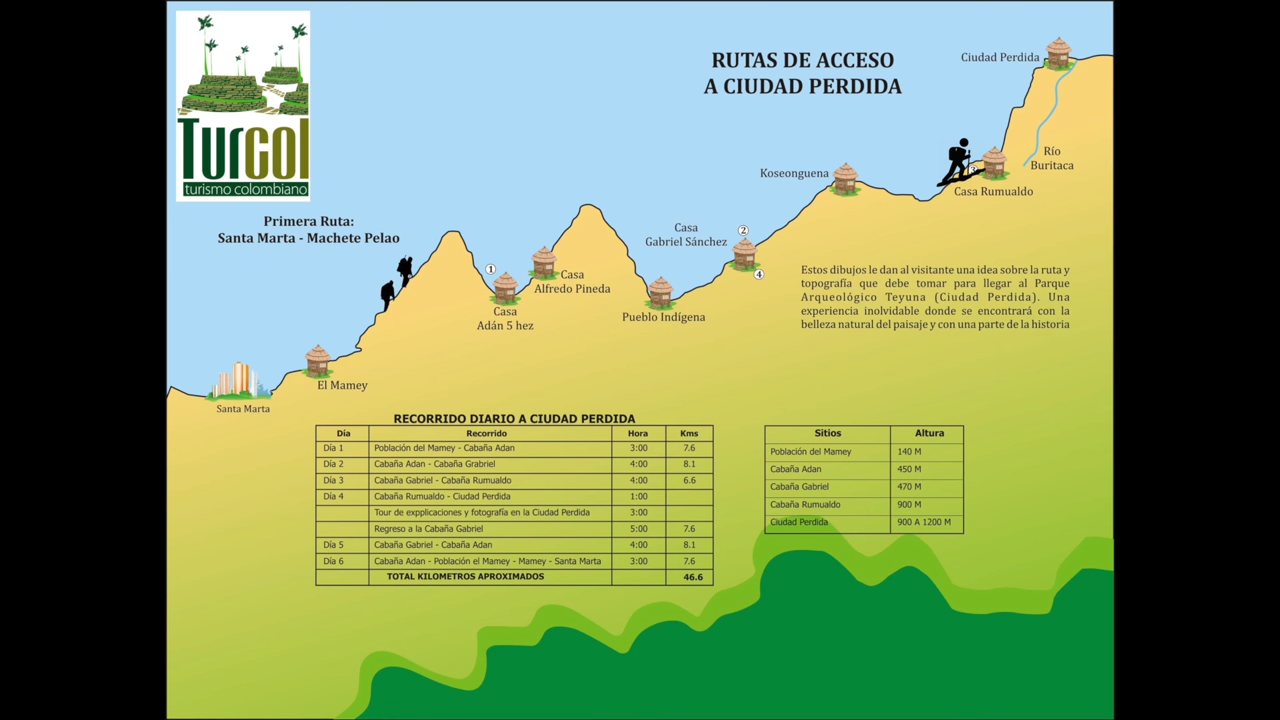 Turcol
turismo colombiano
RUTAS DE ACCESO
A CIUDAD PERDIDA
Primera Ruta:
Santa Marta - Machete Pelao
Ciudad Perdida
Río
Buritaca
3
Casa Rumualdo
Koseonguena
Casa
Gabriel Sánchez
2
4
1
Casa
Alfredo Pineda
Casa
Adán 5 hez
Pueblo Indígena
El Mamey
Santa Marta
Estos dibujos le dan al visitante una idea sobre la ruta y
topografía que debe tomar para llegar al Parque
Arqueológico Teyuna (Ciudad Perdida). Una
experiencia inolvidable donde se encontrará con la
belleza natural del paisaje y con una parte de la historia
RECORRIDO DIARIO A CIUDAD PERDIDA
Día Recorrido Hora Kms
Día 1 Población del Mamey - Cabaña Adan 3:00 7.6
Día 2 Cabaña Adan - Cabaña Grabriel 4:00 8.1
Día 3 Cabaña Gabriel - Cabaña Rumualdo 4:00 6.6
Día 4 Cabaña Rumualdo - Ciudad Perdida 1:00
Tour de expplicaciones y fotografía en la Ciudad Perdida 3:00
Regreso a la Cabaña Gabriel 5:00 7.6
Día 5 Cabaña Gabriel - Cabaña Adan 4:00 8.1
Día 6 Cabaña Adan - Población el Mamey - Mamey - Santa Marta 3:00 7.6
TOTAL KILOMETROS APROXIMADOS 46.6
Sitios Altura
Población del Mamey 140 M
Cabaña Adan 450 M
Cabaña Gabriel 470 M
Cabaña Rumualdo 900 M
Ciudad Perdida 900 A 1200 M